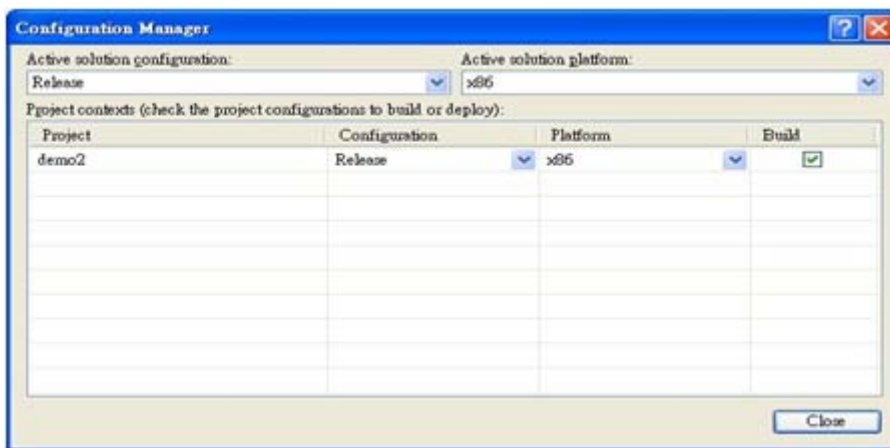 Configuration Manager
Active solution configuration: Active solution platform:
Release x86
Project contexts (check the project configurations to build or deploy):
Project Configuration Platform Build
demo2 Release x86
Close